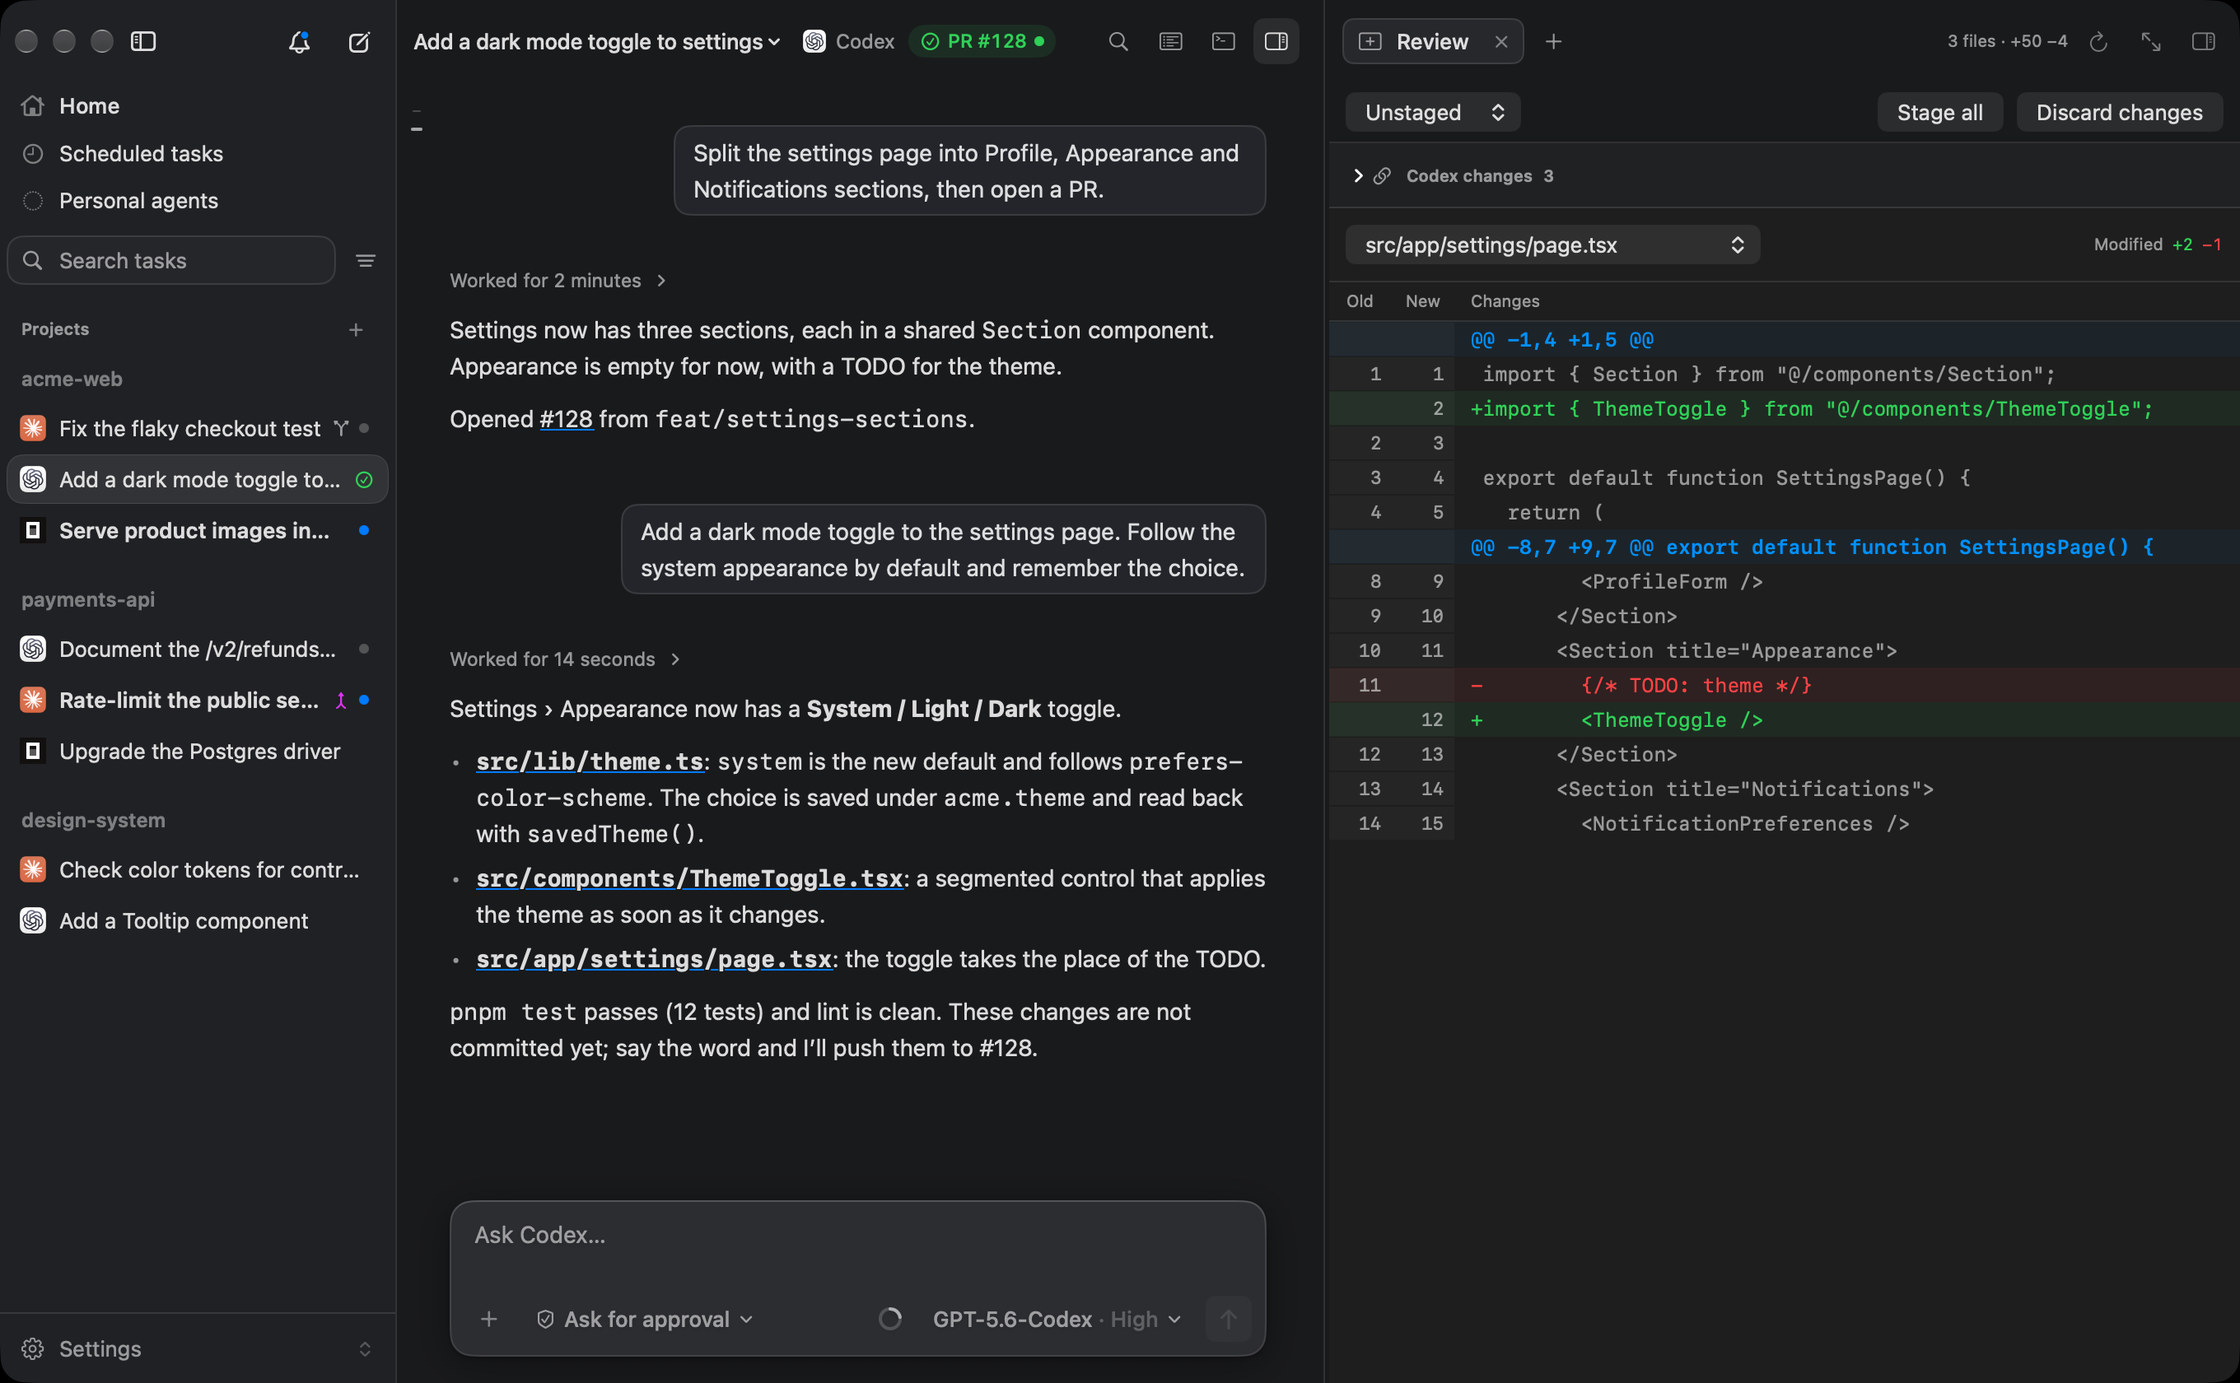 Home
Scheduled tasks
Personal agents
Search tasks
Projects
acme-web
Fix the flaky checkout test
Add a dark mode toggle to...
Serve product images in...
payments-api
Document the /v2/refunds...
Rate-limit the public se...
Upgrade the Postgres driver
design-system
Check color tokens for contr...
Add a Tooltip component
Settings
Add a dark mode toggle to settings
Codex
PR #128
Split the settings page into Profile, Appearance and
Notifications sections, then open a PR.
Worked for 2 minutes
Settings now has three sections, each in a shared Section component.
Appearance is empty for now, with a TODO for the theme.
Opened #128 from feat/settings-sections.
Add a dark mode toggle to the settings page. Follow the
system appearance by default and remember the choice.
Worked for 14 seconds
Settings › Appearance now has a System / Light / Dark toggle.
• src/lib/theme.ts: system is the new default and follows prefers-
color-scheme. The choice is saved under acme.theme and read back
with savedTheme().
• src/components/ThemeToggle.tsx: a segmented control that applies
the theme as soon as it changes.
• src/app/settings/page.tsx: the toggle takes the place of the TODO.
pnpm test passes (12 tests) and lint is clean. These changes are not
committed yet; say the word and I’ll push them to #128.
Ask Codex...
Ask for approval
GPT-5.6-Codex · High
Review
3 files · +50 −4
Unstaged
Stage all
Discard changes
Codex changes 3
src/app/settings/page.tsx
Modified +2 −1
Old New Changes
@@ -1,4 +1,5 @@
1 1 import { Section } from "@/components/Section";
2 +import { ThemeToggle } from "@/components/ThemeToggle";
2 3
3 4 export default function SettingsPage() {
4 5 return (
@@ -8,7 +9,7 @@ export default function SettingsPage() {
8 9 <ProfileForm />
9 10 </Section>
10 11 <Section title="Appearance">
11 - {/* TODO: theme */}
12 + <ThemeToggle />
12 13 </Section>
13 14 <Section title="Notifications">
14 15 <NotificationPreferences />